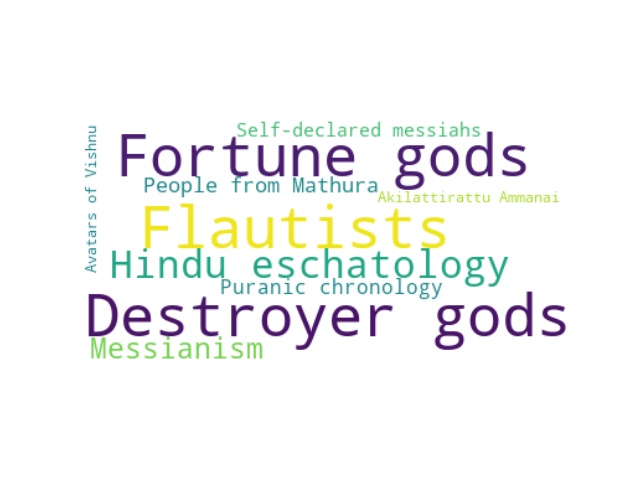 Self-declared messiahs
Fortune gods
Avatars of Vishnu
People from Mathura
Akilattirattu Ammanai
Flautists
Hindu eschatology
Puranic chronology
Destroyer gods
Messianism